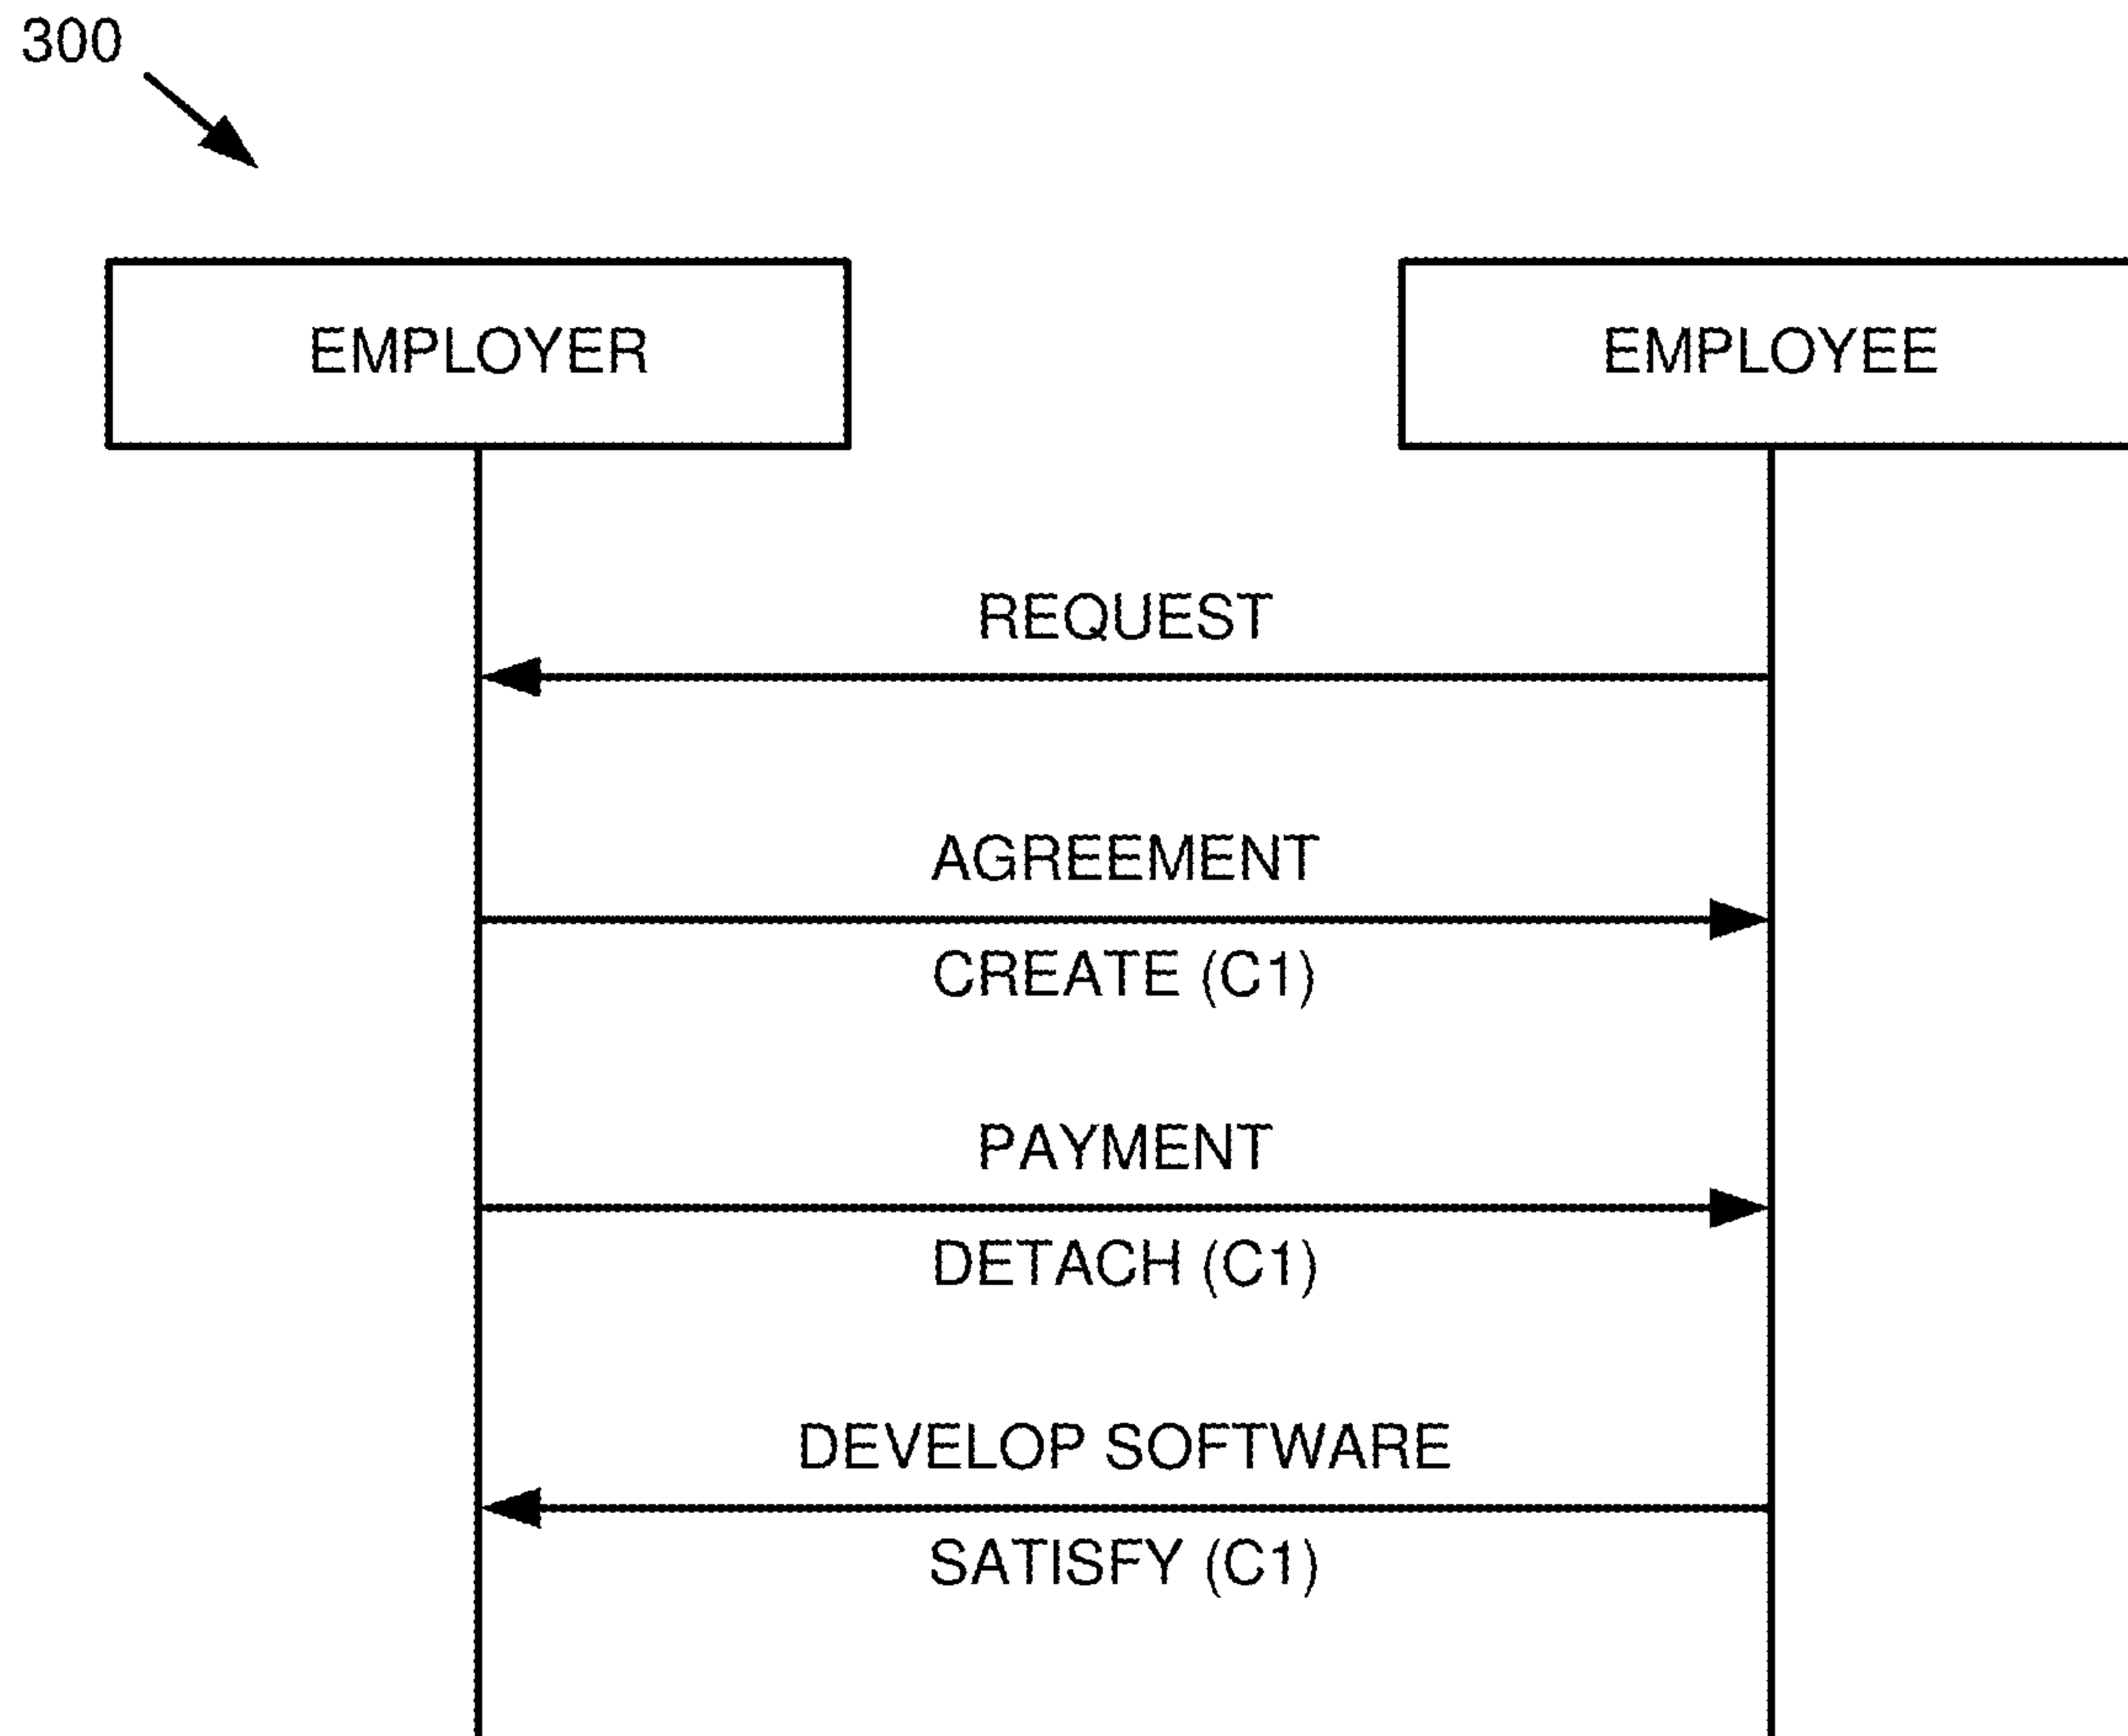 300
EMPLOYER
EMPLOYEE
REQUEST
AGREEMENT
CREATE (C1)
PAYMENT
DETACH (C1)
DEVELOP SOFTWARE
SATISFY (C1)